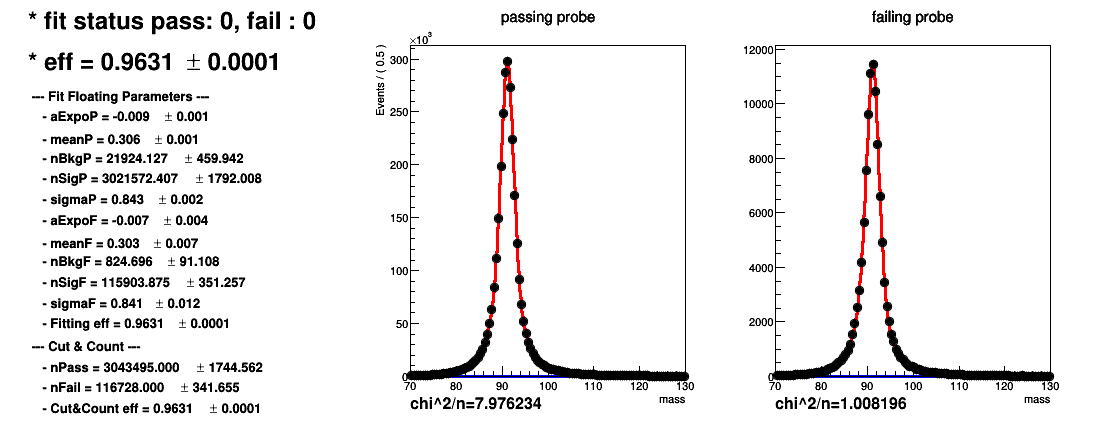 * fit status pass: 0, fail : 0
* eff = 0.9631 ± 0.0001
--- Fit Floating Parameters ---
- aExpoP = -0.009 ± 0.001
- meanP = 0.306 ± 0.001
- nBkgP = 21924.127 ± 459.942
- nSigP = 3021572.407 ± 1792.008
- sigmaP = 0.843 ± 0.002
- aExpoF = -0.007 ± 0.004
- meanF = 0.303 ± 0.007
- nBkgF = 824.696 ± 91.108
- nSigF = 115903.875 ± 351.257
- sigmaF = 0.841 ± 0.012
- Fitting eff = 0.9631 ± 0.0001
--- Cut & Count ---
- nPass = 3043495.000 ± 1744.562
- nFail = 116728.000 ± 341.655
- Cut&Count eff = 0.9631 ± 0.0001
passing probe
×10³
Events / ( 0.5 )
300
250
200
150
100
50
0
70 80 90 100 110 120 130
mass
chi^2/n=7.976234
failing probe
12000
10000
8000
6000
4000
2000
0
70 80 90 100 110 120 130
mass
chi^2/n=1.008196